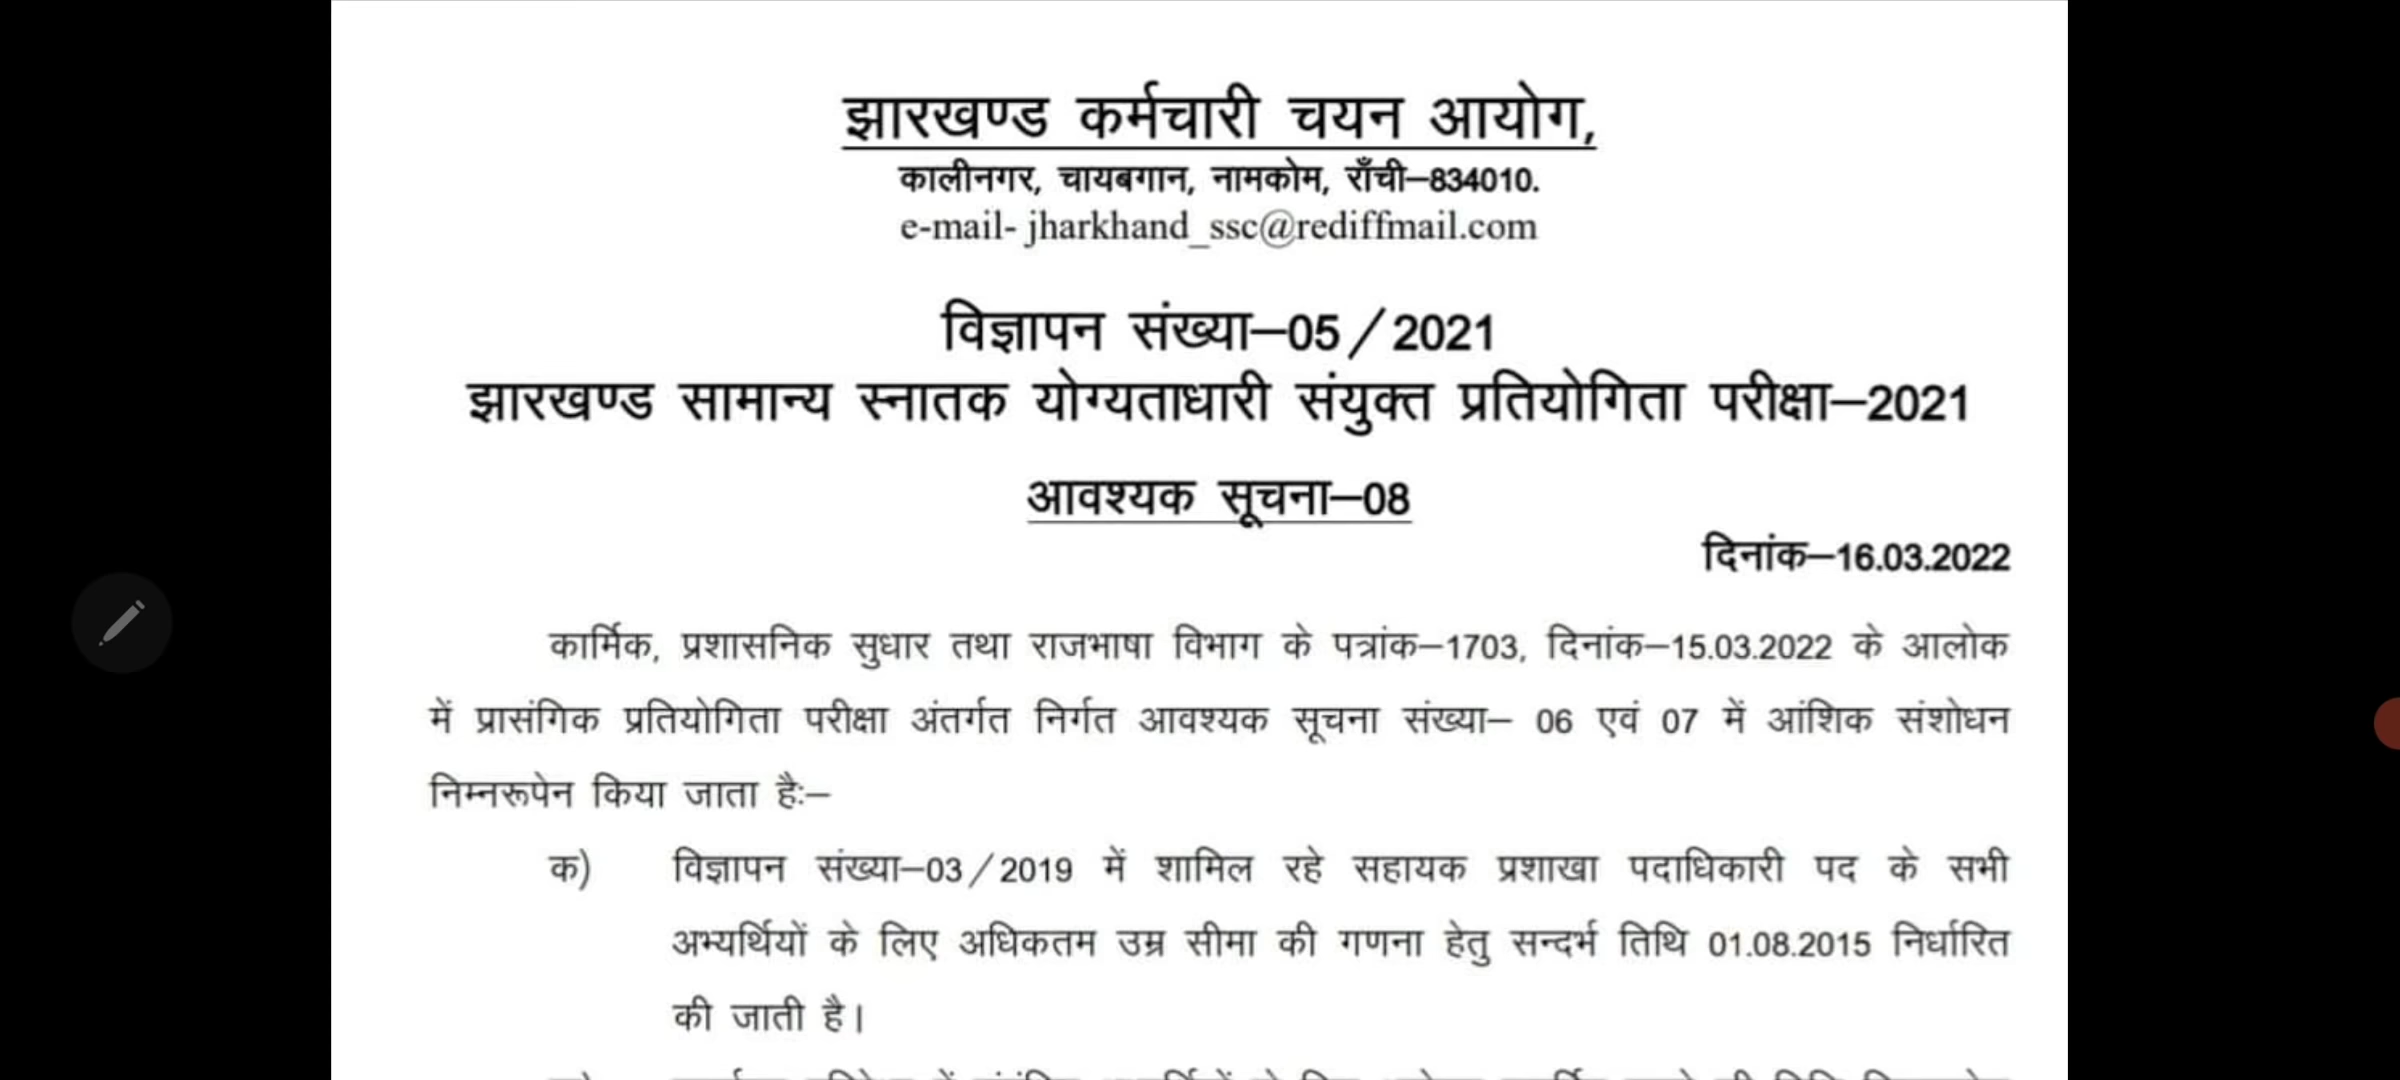 झारखण्ड कर्मचारी चयन आयोग,
कालीनगर, चायबगान, नामकोम, राँची–834010.
e-mail- jharkhand_ssc@rediffmail.com
विज्ञापन संख्या–05/2021
झारखण्ड सामान्य स्नातक योग्यताधारी संयुक्त प्रतियोगिता परीक्षा–2021
आवश्यक सूचना–08
दिनांक–16.03.2022
कार्मिक, प्रशासनिक सुधार तथा राजभाषा विभाग के पत्रांक–1703, दिनांक–15.03.2022 के आलोक
में प्रासंगिक प्रतियोगिता परीक्षा अंतर्गत निर्गत आवश्यक सूचना संख्या– 06 एवं 07 में आंशिक संशोधन
निम्नरूपेन किया जाता है:–
क) विज्ञापन संख्या–03/2019 में शामिल रहे सहायक प्रशाखा पदाधिकारी पद के सभी
अभ्यर्थियों के लिए अधिकतम उम्र सीमा की गणना हेतु सन्दर्भ तिथि 01.08.2015 निर्धारित
की जाती है।